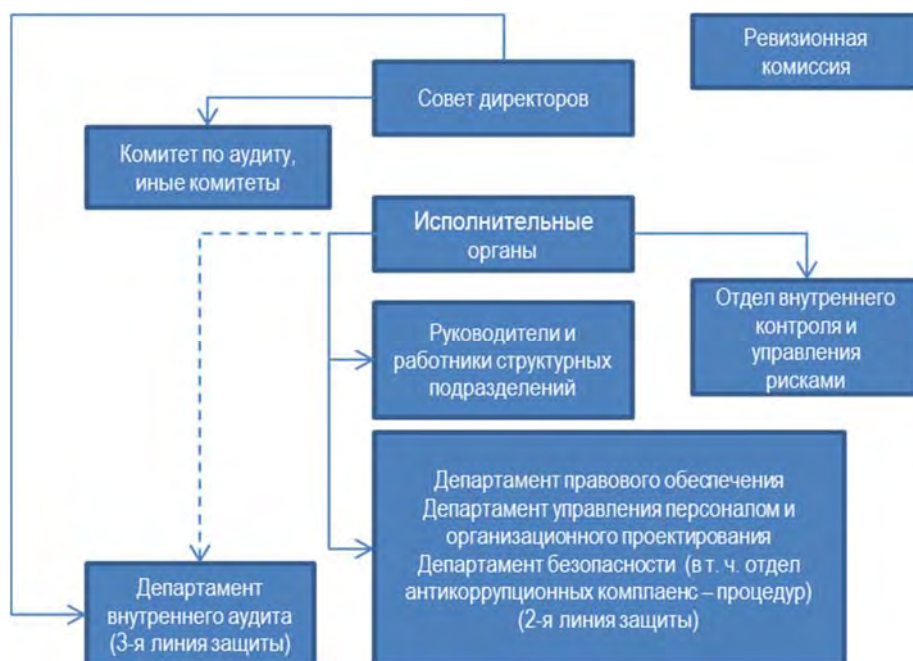 Ревизионная
комиссия
Совет директоров
Комитет по аудиту,
иные комитеты
Исполнительные
органы
Отдел внутреннего
контроля и
управления
рисками
Руководители и
работники структурных
подразделений
Департамент правового обеспечения
Департамент управления персоналом и
организационного проектирования
Департамент безопасности (в т. ч. отдел
антикоррупционных комплаенс – процедур)
(2-я линия защиты)
Департамент
внутреннего аудита
(3-я линия защиты)